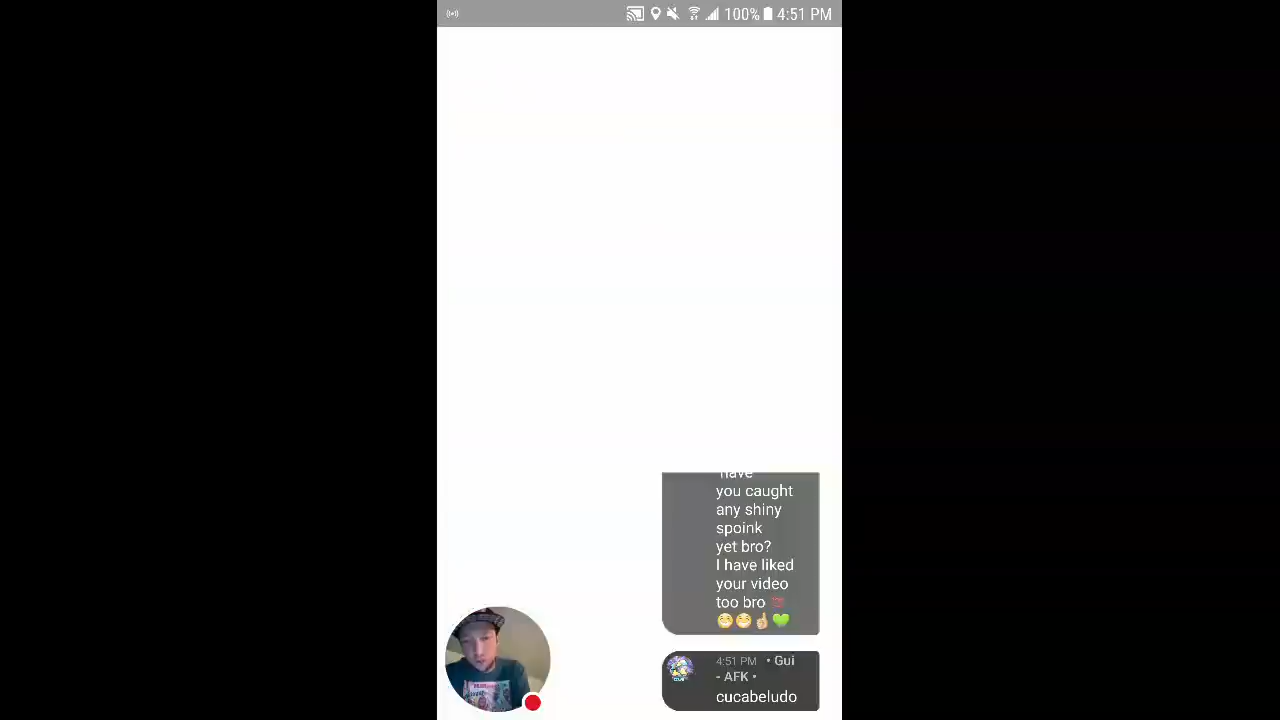 100% 4:51 PM
have
you caught
any shiny
spoink
yet bro?
I have liked
your video
too bro 💯
😁😁☝🏼💚
4:51 PM • Gui
- AFK •
cucabeludo